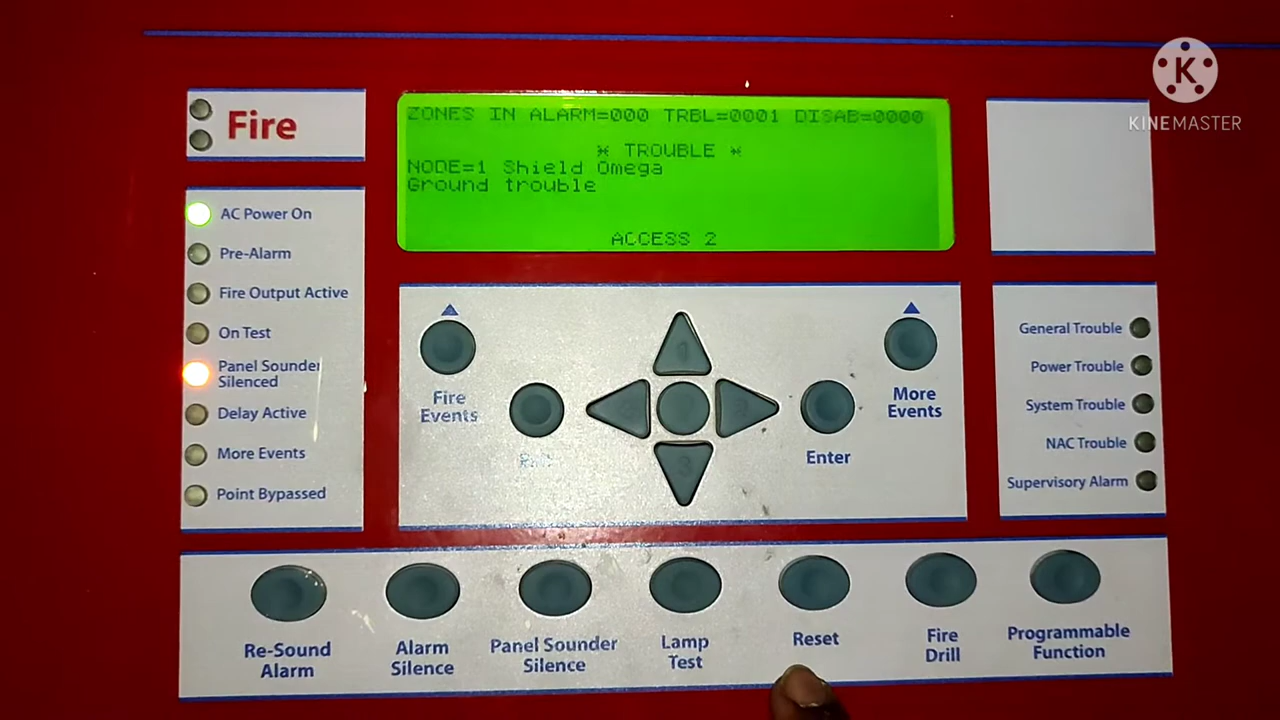 K
KINEMASTER
Fire
ZONES IN ALARM=000 TRBL=0001 DISAB=0000
* TROUBLE *
NODE=1 Shield Omega
Ground trouble
ACCESS 2
AC Power On
Pre-Alarm
Fire Output Active
On Test
Panel Sounder
Silenced
Delay Active
More Events
Point Bypassed
Fire
Events
1
3
Enter
More
Events
General Trouble
Power Trouble
System Trouble
NAC Trouble
Supervisory Alarm
Re-Sound
Alarm
Alarm
Silence
Panel Sounder
Silence
Lamp
Test
Reset
Fire
Drill
Programmable
Function